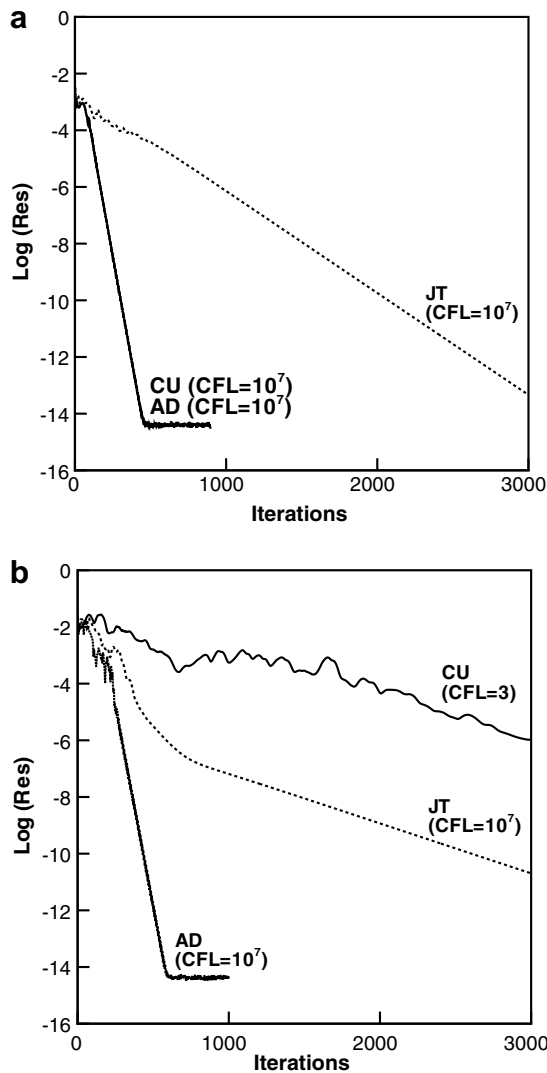 a
0
-2
-4
-6
-8
-10
-12
-14
-16
Log (Res)
JT
(CFL=10⁷)
CU (CFL=10⁷)
AD (CFL=10⁷)
0
1000
2000
3000
Iterations
b
0
-2
-4
-6
-8
-10
-12
-14
-16
Log (Res)
CU
(CFL=3)
JT
(CFL=10⁷)
AD
(CFL=10⁷)
0
1000
2000
3000
Iterations